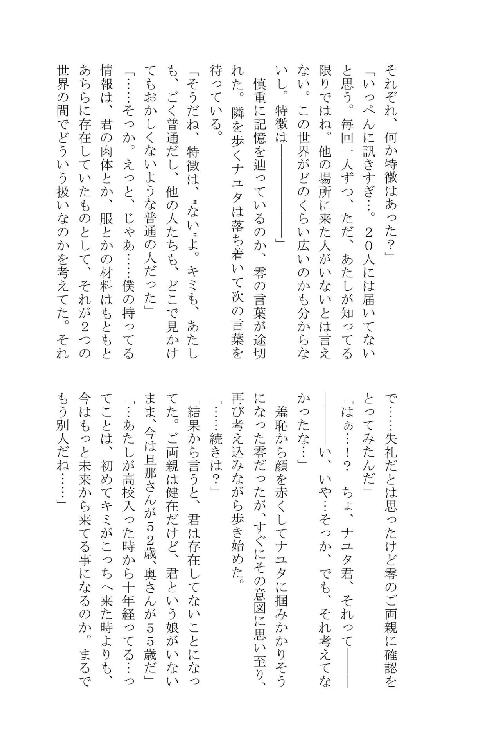 それぞれ、何か特徴はあった？」
「いっぺんに訊きすぎ…。２０人には届いてない
と思う。毎回一人ずつ、ただ、あたしが知ってる
限りではね。他の場所に来た人がいないとは言え
ない。この世界がどのくらい広いのかも分からな
いし。特徴は――――――」
　慎重に記憶を辿っているのか、零の言葉が途切
れた。隣を歩くナユタは落ち着いて次の言葉を
待っている。
「そうだね、特徴は、〝ない〟よ。キミも、あたし
も、ごく普通だし、他の人たちも、どこで見かけ
てもおかしくないような普通の人だった」
「……そっか。えっと、じゃぁ……僕の持ってる
情報は、君の肉体とか、服とかの材料はもともと
あちらに存在していたものとして、それが２つの
世界の間でどういう扱いなのかを考えてた。それ
で……失礼だとは思ったけど零のご両親に確認を
とってみたんだ」
「はぁ…！？　ちょ、ナユタ君、それって――――
――――い、いや…そっか、でも、それ考えてな
かったな…」
　羞恥から顔を赤くしてナユタに掴みかかりそう
になった零だったが、すぐにその意図に思い至り、
再び考え込みながら歩き始めた。
「……続きは？」
「結果から言うと、君は存在してないことになっ
てた。ご両親は健在だけど、君という娘がいない
まま、今は旦那さんが５２歳、奥さんが５５歳だ」
「…あたしが高校入った時から十年経ってる…っ
てことは、初めてキミがこっちへ来た時よりも、
今はもっと未来から来てる事になるのか。まるで
もう別人だね……」